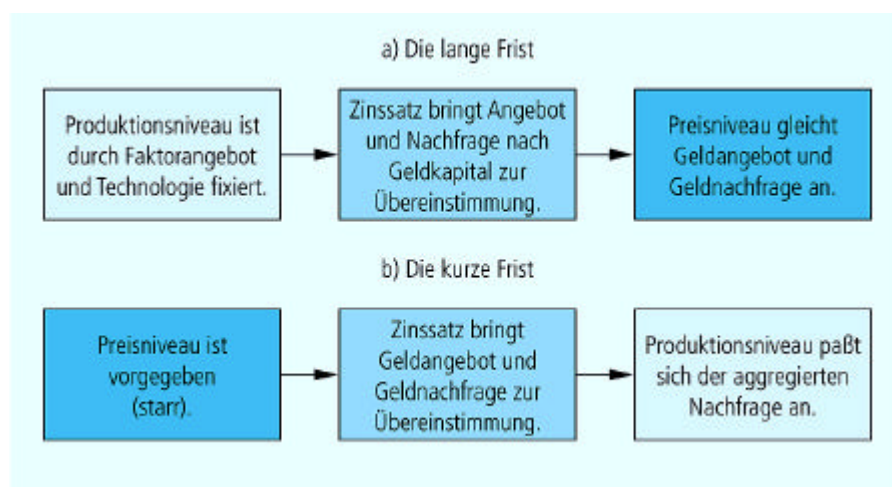 a) Die lange Frist
Produktionsniveau ist
durch Faktorangebot
und Technologie fixiert.
Zinssatz bringt Angebot
und Nachfrage nach
Geldkapital zur
Übereinstimmung.
Preisniveau gleicht
Geldangebot und
Geldnachfrage an.
b) Die kurze Frist
Preisniveau ist
vorgegeben
(starr).
Zinssatz bringt
Geldangebot und
Geldnachfrage zur
Übereinstimmung.
Produktionsniveau paßt
sich der aggregierten
Nachfrage an.